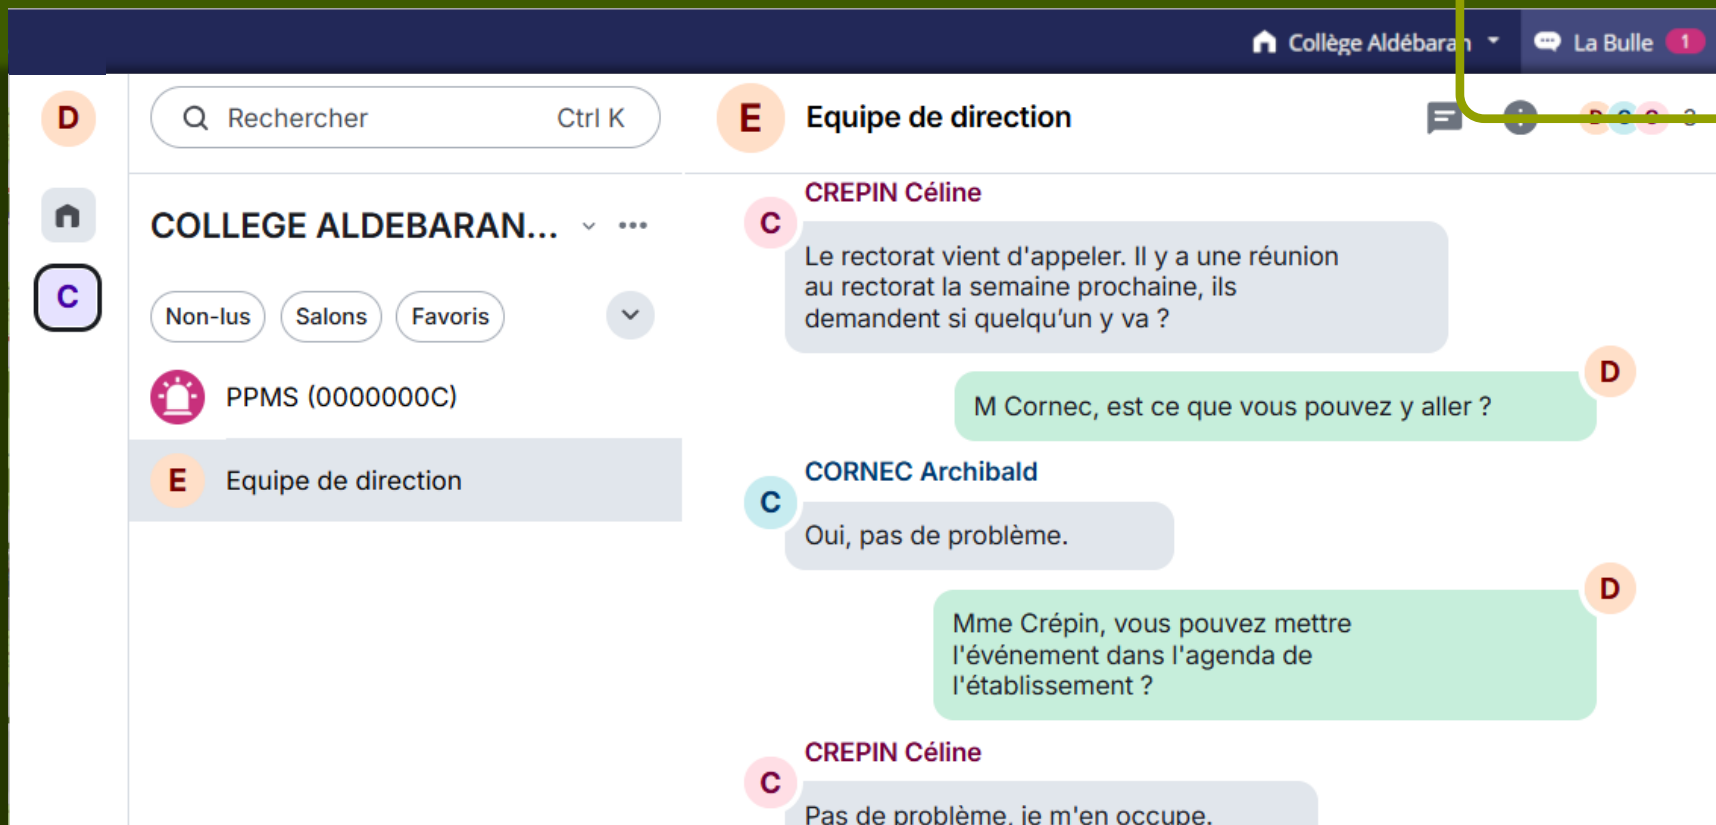 Collège Aldébaran
La Bulle 1
D
Rechercher Ctrl K
E Equipe de direction
D C C 3
COLLEGE ALDEBARAN... 
C
Non-lus Salons Favoris
PPMS (0000000C)
E Equipe de direction
CREPIN Céline
C
Le rectorat vient d'appeler. Il y a une réunion
au rectorat la semaine prochaine, ils
demandent si quelqu'un y va ?
D
M Cornec, est ce que vous pouvez y aller ?
CORNEC Archibald
C
Oui, pas de problème.
D
Mme Crépin, vous pouvez mettre
l'événement dans l'agenda de
l'établissement ?
CREPIN Céline
C
Pas de problème, je m'en occupe.